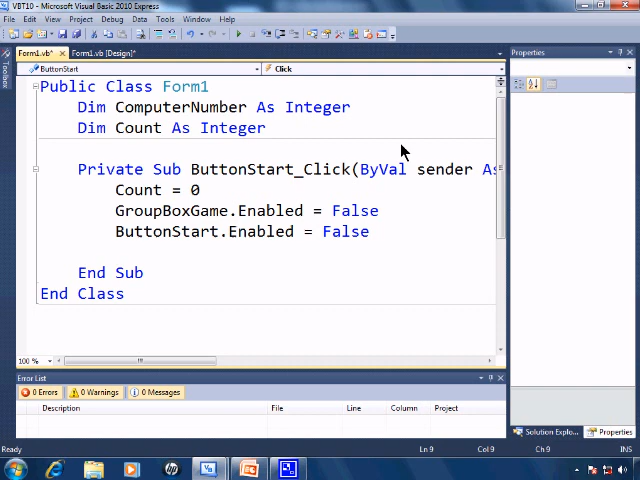 VBT10 - Microsoft Visual Basic 2010 Express
File Edit View Project Debug Data Tools Window Help
Form1.vb* Form1.vb [Design]*
Properties
Toolbox
ButtonStart Click
Public Class Form1
Dim ComputerNumber As Integer
Dim Count As Integer
Private Sub ButtonStart_Click(ByVal sender As
Count = 0
GroupBoxGame.Enabled = False
ButtonStart.Enabled = False
End Sub
End Class
100 %
Error List
0 Errors 0 Warnings 0 Messages
Description File Line Column Project
Solution Explo... Properties
Ready Ln 9 Col 9 Ch 9 INS